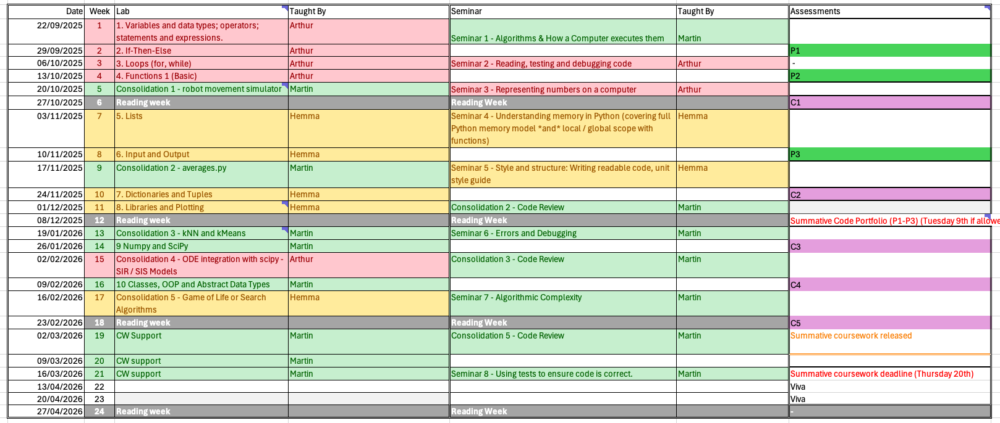 Date Week Lab Taught By Seminar Taught By Assessments
22/09/2025 1 1. Variables and data types; operators; Arthur
statements and expressions. Seminar 1 - Algorithms & How a Computer executes them Martin
29/09/2025 2 2. If-Then-Else Arthur P1
06/10/2025 3 3. Loops (for, while) Arthur Seminar 2 - Reading, testing and debugging code Arthur -
13/10/2025 4 4. Functions 1 (Basic) Arthur P2
20/10/2025 5 Consolidation 1 - robot movement simulator Martin Seminar 3 - Representing numbers on a computer Arthur
27/10/2025 6 Reading week Reading Week C1
03/11/2025 7 5. Lists Hemma Seminar 4 - Understanding memory in Python (covering full Hemma
Python memory model *and* local / global scope with
functions)
10/11/2025 8 6. Input and Output Hemma P3
17/11/2025 9 Consolidation 2 - averages.py Martin Seminar 5 - Style and structure: Writing readable code, unit Hemma
style guide
24/11/2025 10 7. Dictionaries and Tuples Hemma C2
01/12/2025 11 8. Libraries and Plotting Hemma Consolidation 2 - Code Review Martin
08/12/2025 12 Reading week Reading Week Summative Code Portfolio (P1-P3) (Tuesday 9th if allowe
19/01/2026 13 Consolidation 3 - kNN and kMeans Martin Seminar 6 - Errors and Debugging Martin
26/01/2026 14 9 Numpy and SciPy Martin C3
02/02/2026 15 Consolidation 4 - ODE integration with scipy - Arthur Consolidation 3 - Code Review Martin
SIR / SIS Models
09/02/2026 16 10 Classes, OOP and Abstract Data Types Martin C4
16/02/2026 17 Consolidation 5 - Game of Life or Search Hemma Seminar 7 - Algorithmic Complexity Martin
Algorithms
23/02/2026 18 Reading week Reading Week C5
02/03/2026 19 CW Support Martin Consolidation 5 - Code Review Martin Summative coursework released
09/03/2026 20 CW support Martin
16/03/2026 21 CW support Martin Seminar 8 - Using tests to ensure code is correct. Martin Summative coursework deadline (Thursday 20th)
13/04/2026 22 Viva
20/04/2026 23 Viva
27/04/2026 24 Reading week Reading Week -